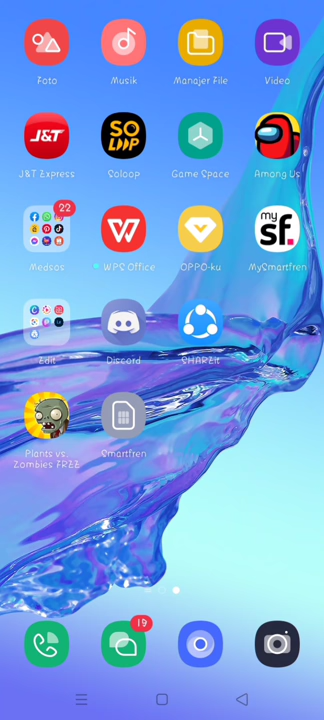 Foto
Musik
Manajer File
Video
J&T
SO
LOOP
J&T Express
Soloop
Game Space
Among Us
22
my
sf.
Medsos
WPS Office
OPPO-ku
MySmartfren
Edit
Discord
SHAREit
Plants vs.
Zombies FREE
Smartfren
19